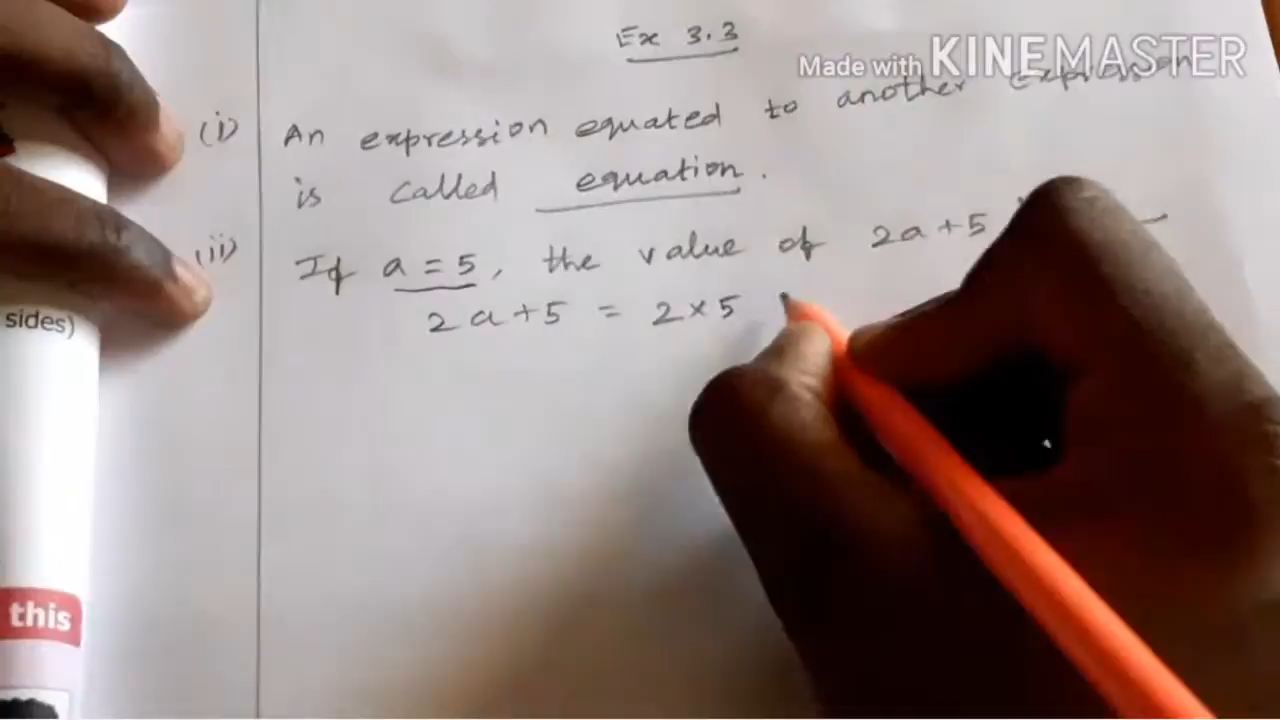 Ex 3.3
Made with KINEMASTER
(i) An expression equated to another expression
is called equation.
(ii) If a = 5, the value of 2a+5
2a+5 = 2×5
sides)
this